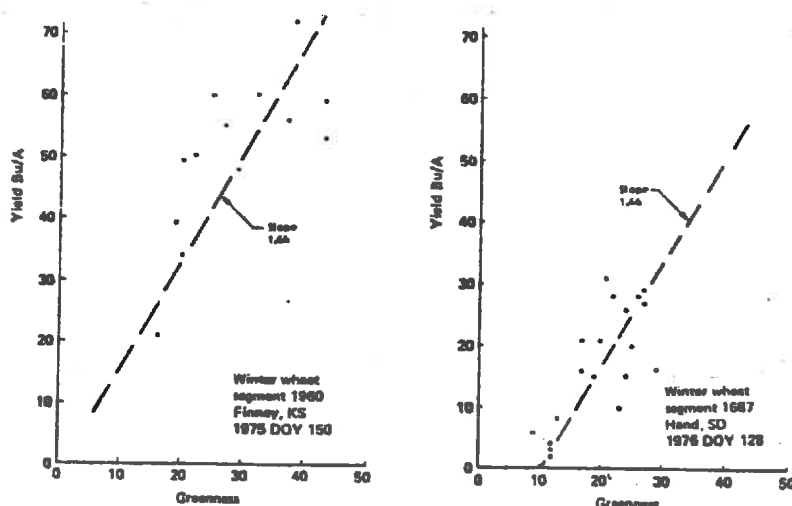 70
60
50
40
30
20
10
0
Yield Bu/A
0 10 20 30 40 50
Greenness
Slope
1.44
Winter wheat
segment 1960
Finney, KS
1975 DOY 150
70
60
50
40
30
20
10
0
Yield Bu/A
0 10 20 30 40 50
Greenness
Slope
1.44
Winter wheat
segment 1687
Hand, SD
1976 DOY 128